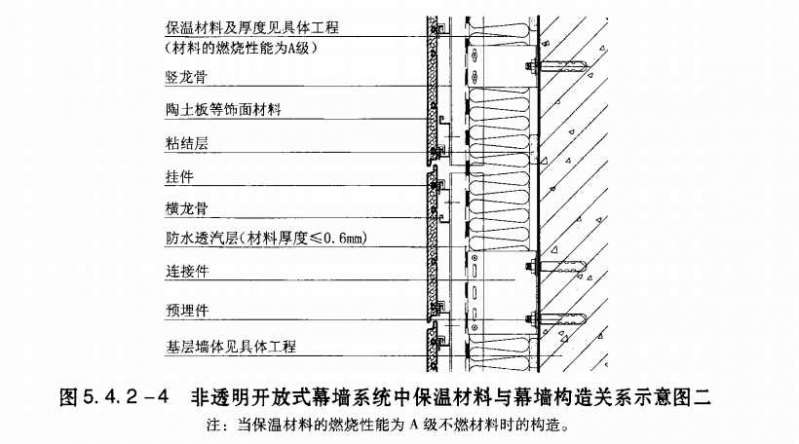 保温材料及厚度见具体工程
(材料的燃烧性能为A级)
竖龙骨
陶土板等饰面材料
粘结层
挂件
横龙骨
防水透汽层(材料厚度≤0.6mm)
连接件
预埋件
基层墙体见具体工程
图5.4.2-4 非透明开放式幕墙系统中保温材料与幕墙构造关系示意图二
注：当保温材料的燃烧性能为 A 级不燃材料时的构造。